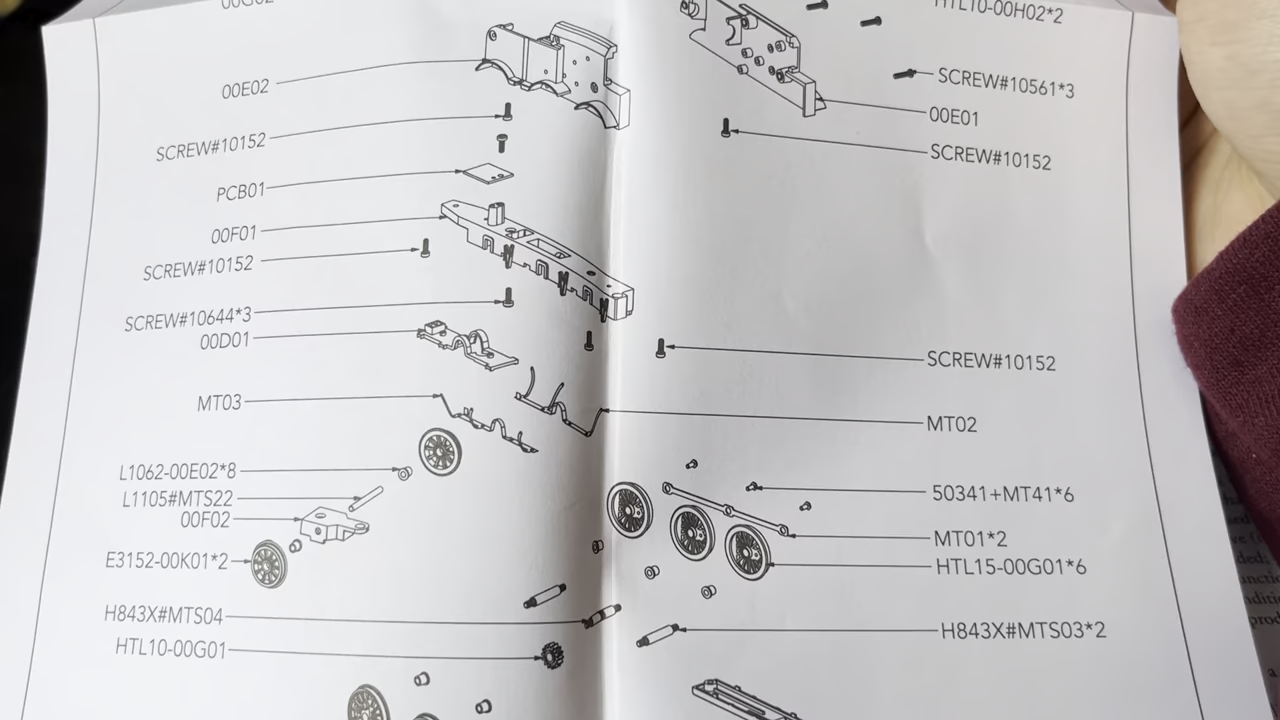 00G02
00E02
SCREW#10152
PCB01
00F01
SCREW#10152
SCREW#10644*3
00D01
MT03
L1062-00E02*8
L1105#MTS22
00F02
E3152-00K01*2
H843X#MTS04
HTL10-00G01
HTL10-00H02*2
SCREW#10561*3
00E01
SCREW#10152
SCREW#10152
MT02
50341+MT41*6
MT01*2
HTL15-00G01*6
H843X#MTS03*2